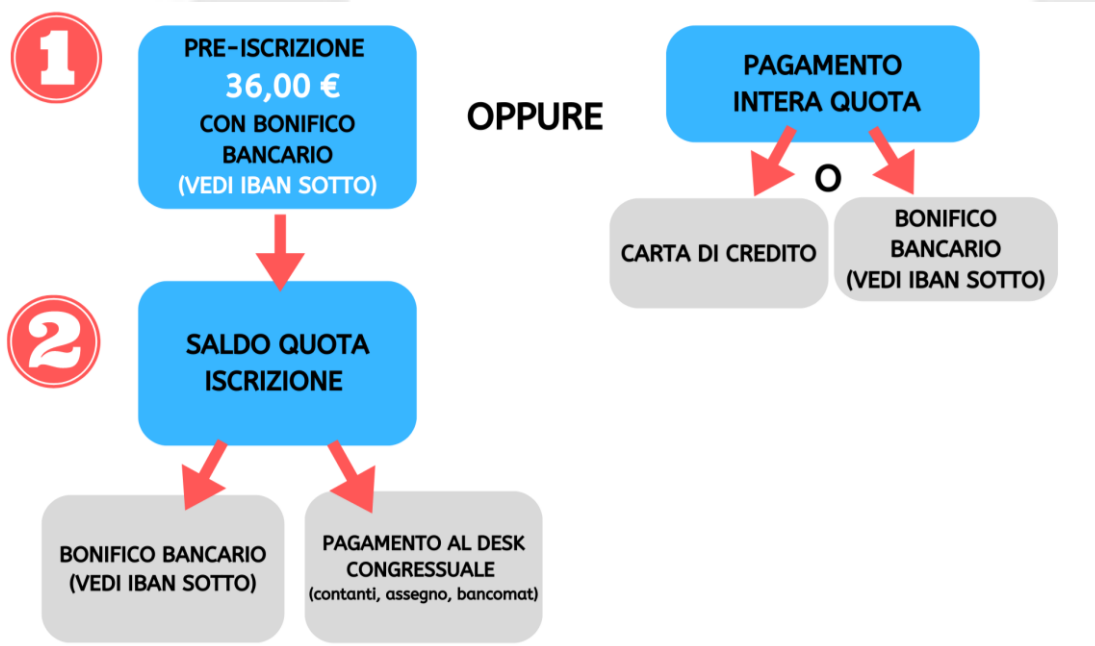 1
PRE-ISCRIZIONE
36,00 €
CON BONIFICO
BANCARIO
(VEDI IBAN SOTTO)
OPPURE
PAGAMENTO
INTERA QUOTA
O
CARTA DI CREDITO
BONIFICO
BANCARIO
(VEDI IBAN SOTTO)
2
SALDO QUOTA
ISCRIZIONE
BONIFICO BANCARIO
(VEDI IBAN SOTTO)
PAGAMENTO AL DESK
CONGRESSUALE
(contanti, assegno, bancomat)